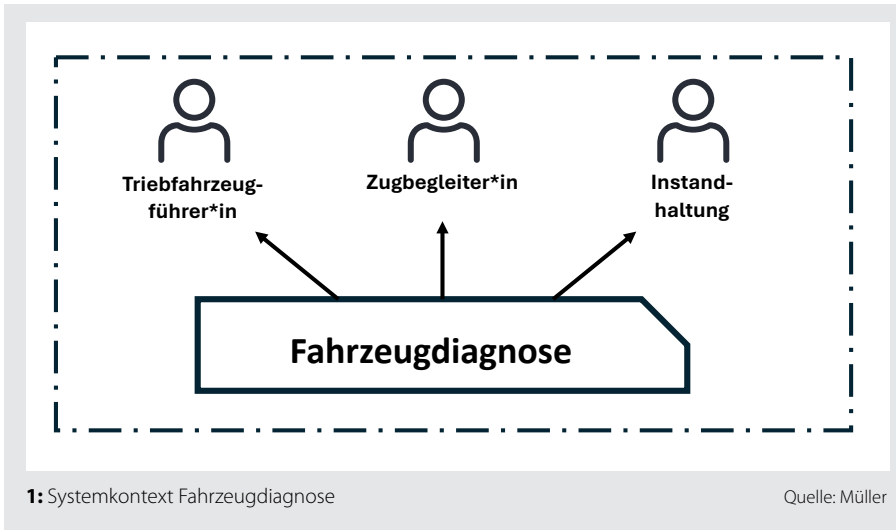 Triebfahrzeug-
führer*in
Zugbegleiter*in
Instand-
haltung
Fahrzeugdiagnose
1: Systemkontext Fahrzeugdiagnose
Quelle: Müller